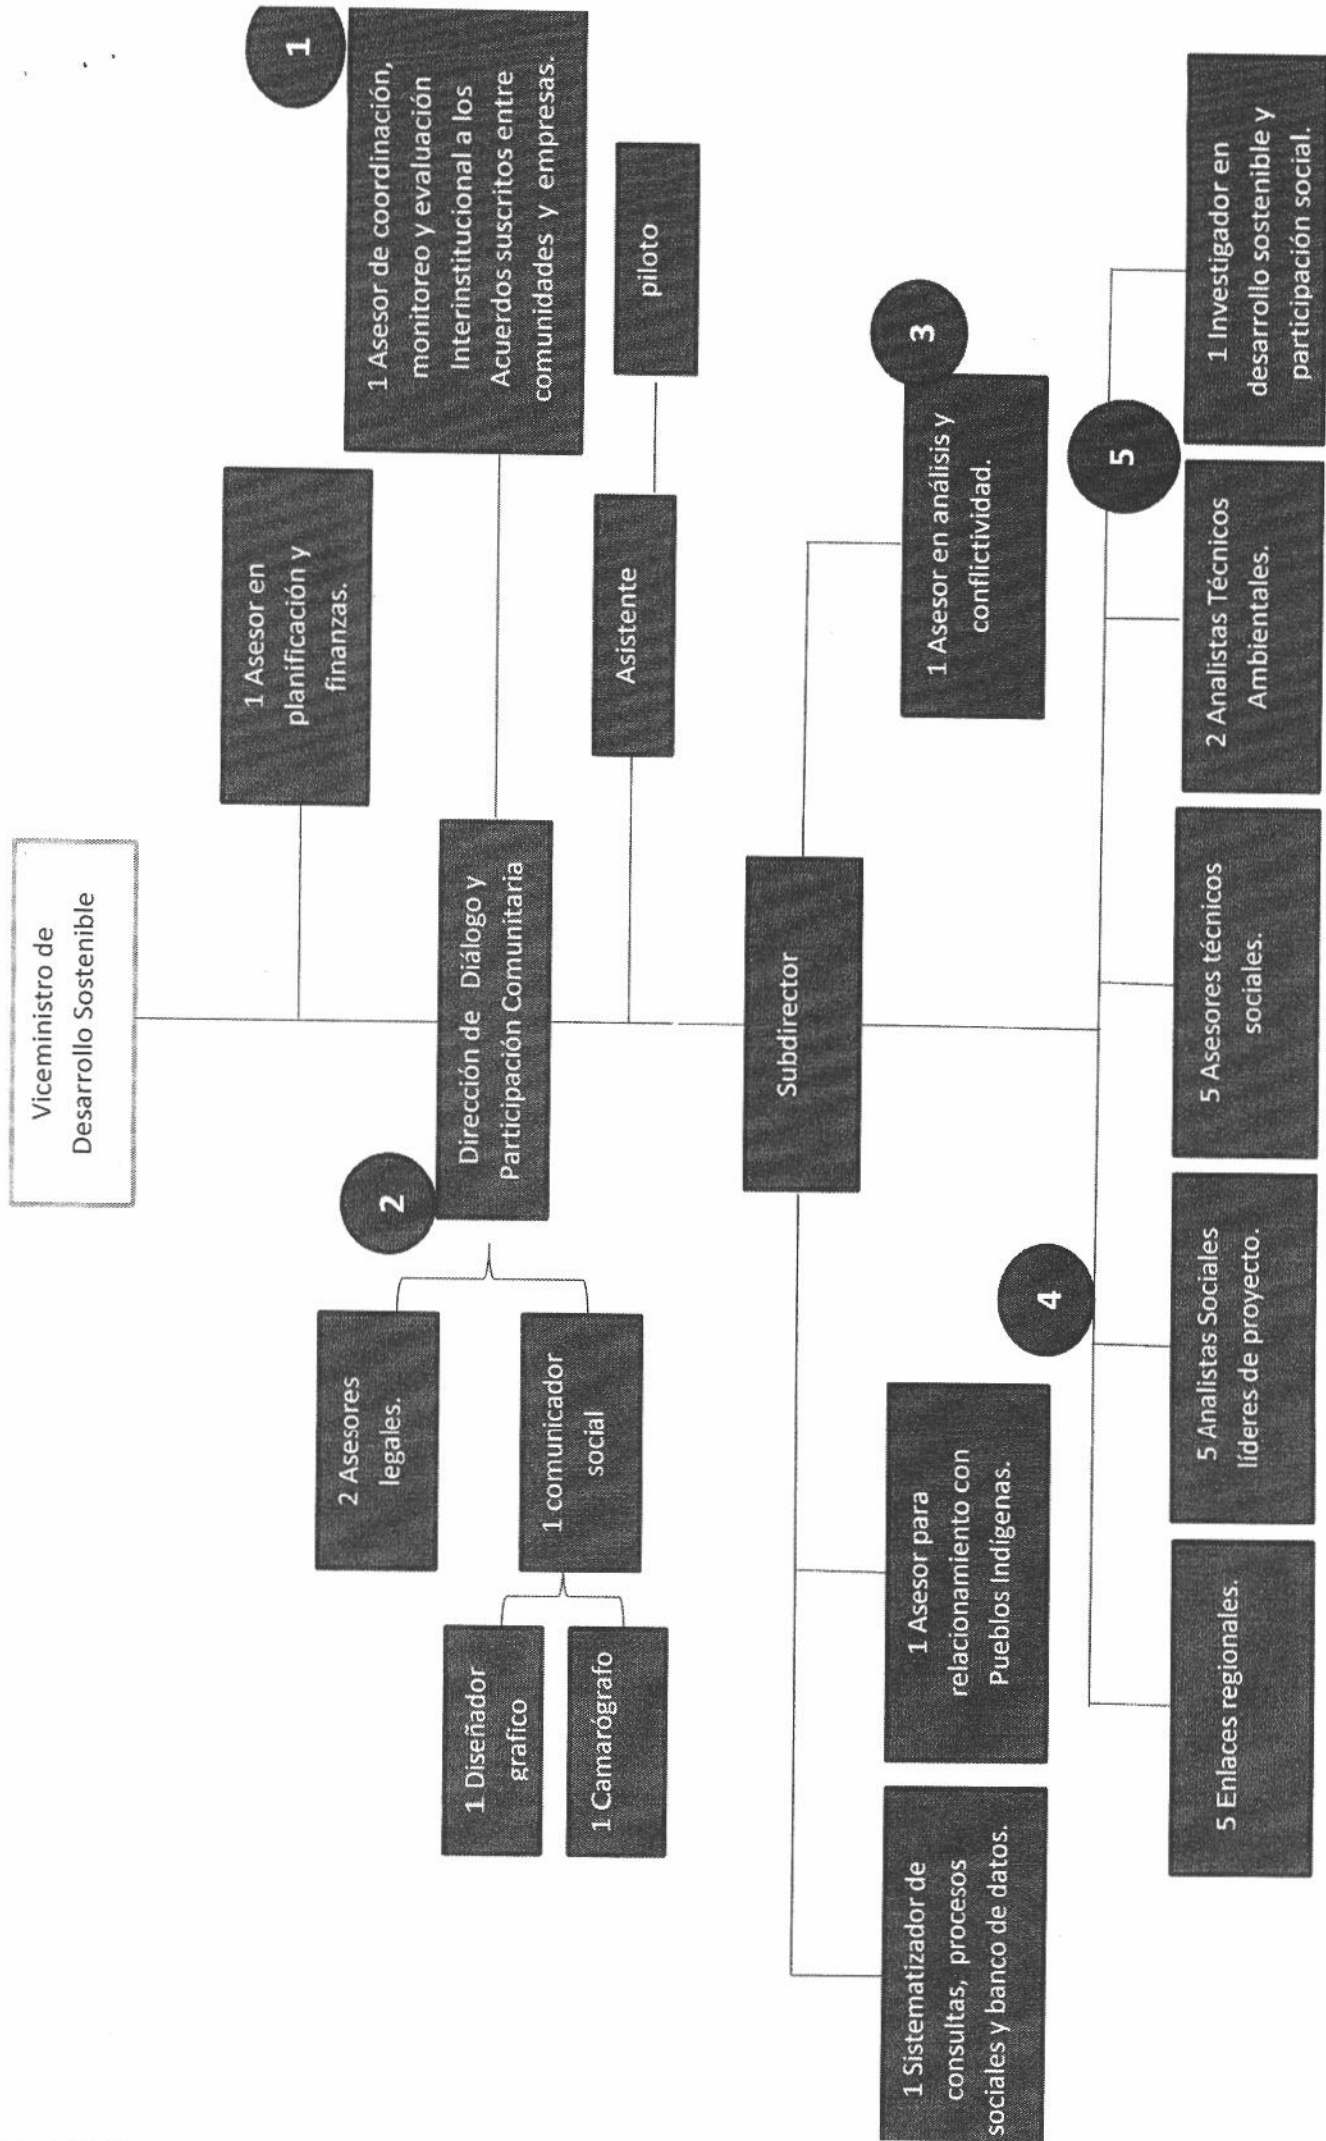 Viceministro de
Desarrollo Sostenible
1 Asesor en
planificación y
finanzas.
1
1 Asesor de coordinación,
monitoreo y evaluación
Interinstitucional a los
Acuerdos suscritos entre
comunidades y empresas.
2
Dirección de Diálogo y
Participación Comunitaria
2 Asesores
legales.
1 comunicador
social
1 Diseñador
grafico
1 Camarógrafo
Asistente
piloto
Subdirector
3
1 Asesor en análisis y
conflictividad.
1 Sistematizador de
consultas, procesos
sociales y banco de datos.
1 Asesor para
relacionamiento con
Pueblos Indígenas.
4
5
5 Enlaces regionales.
5 Analistas Sociales
líderes de proyecto.
5 Asesores técnicos
sociales.
2 Analistas Técnicos
Ambientales.
1 Investigador en
desarrollo sostenible y
participación social.